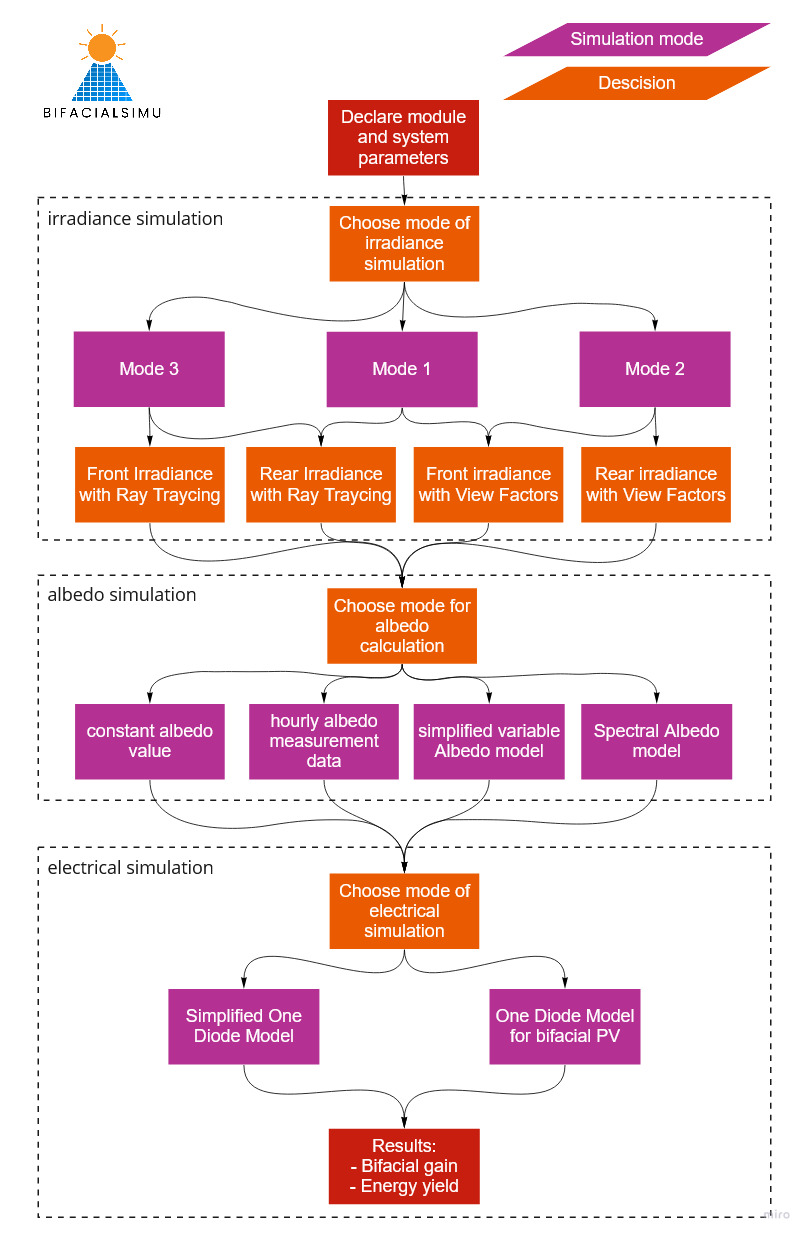 BIFACIALSIMU
Simulation mode
Descision
Declare module
and system
parameters
irradiance simulation
Choose mode of
irradiance
simulation
Mode 3
Mode 1
Mode 2
Front Irradiance
with Ray Traycing
Rear Irradiance
with Ray Traycing
Front irradiance
with View Factors
Rear irradiance
with View Factors
albedo simulation
Choose mode for
albedo
calculation
constant albedo
value
hourly albedo
measurement
data
simplified variable
Albedo model
Spectral Albedo
model
electrical simulation
Choose mode of
electrical
simulation
Simplified One
Diode Model
One Diode Model
for bifacial PV
Results:
- Bifacial gain
- Energy yield
miro